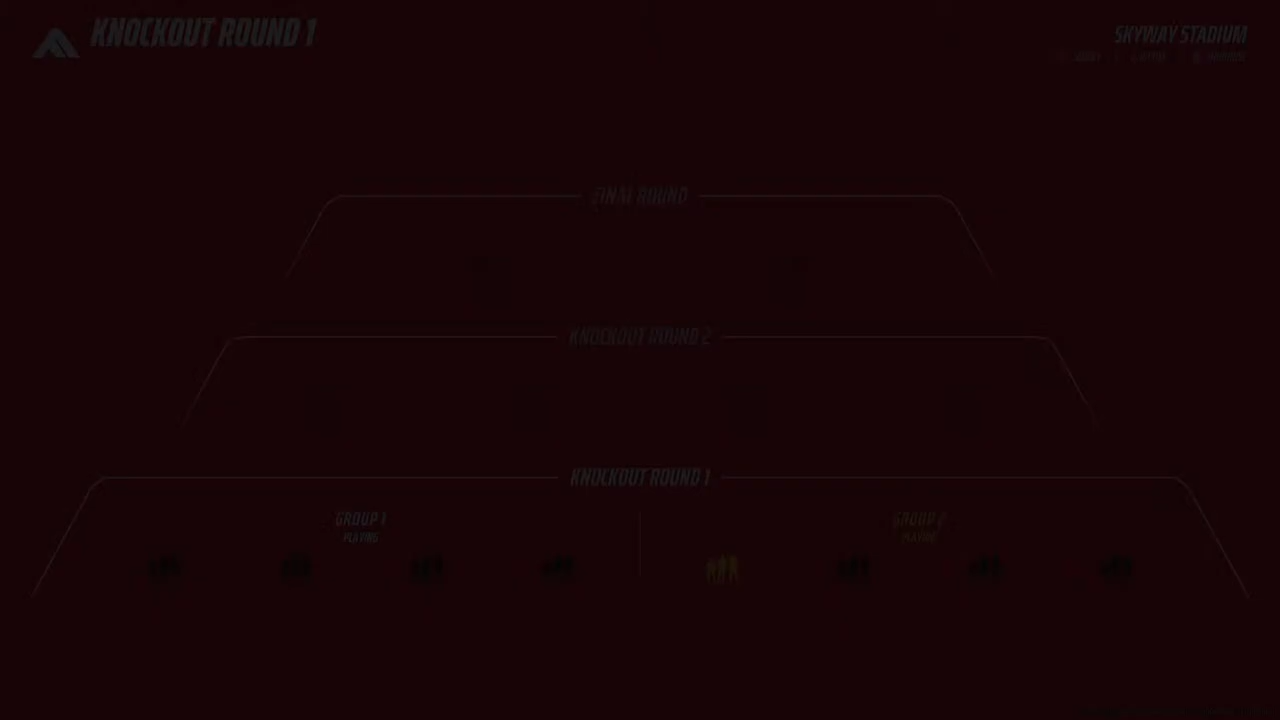 KNOCKOUT ROUND 1
SKYWAY STADIUM
FINAL ROUND
KNOCKOUT ROUND 2
KNOCKOUT ROUND 1
GROUP 1
PLAYING
GROUP 2
PLAYING